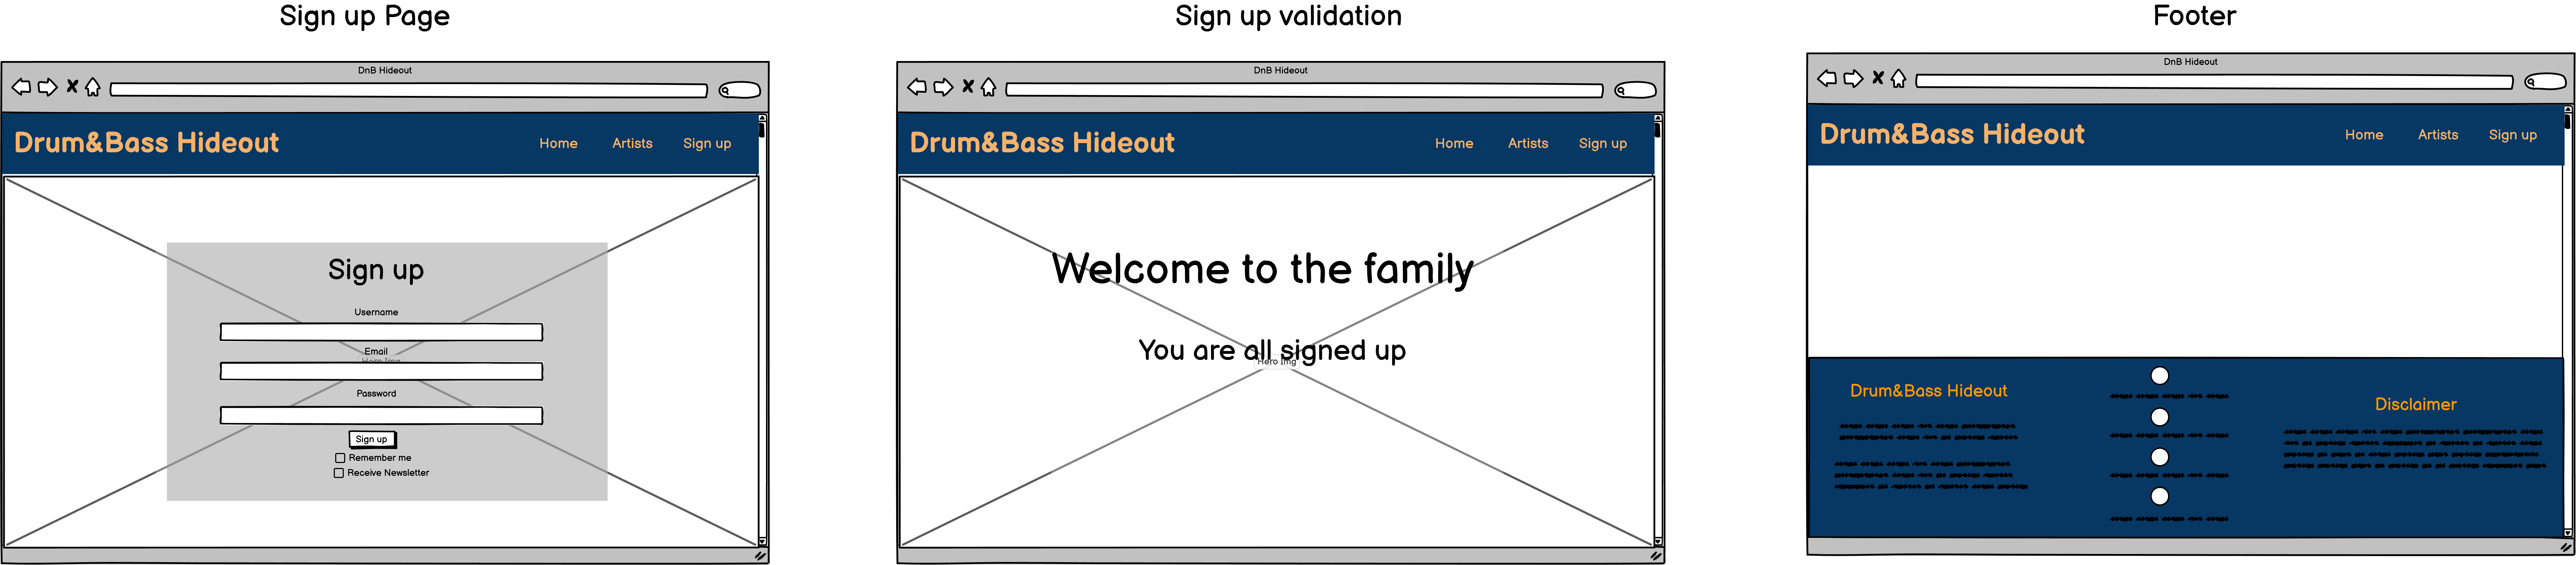 Sign up Page
DnB Hideout
Drum&Bass Hideout
Home Artists Sign up
Sign up
Username
Email
Hero Img
Password
Sign up
Remember me
Receive Newsletter
Sign up validation
DnB Hideout
Drum&Bass Hideout
Home Artists Sign up
Welcome to the family
You are all signed up
Hero Img
Footer
DnB Hideout
Drum&Bass Hideout
Home Artists Sign up
Drum&Bass Hideout
Disclaimer